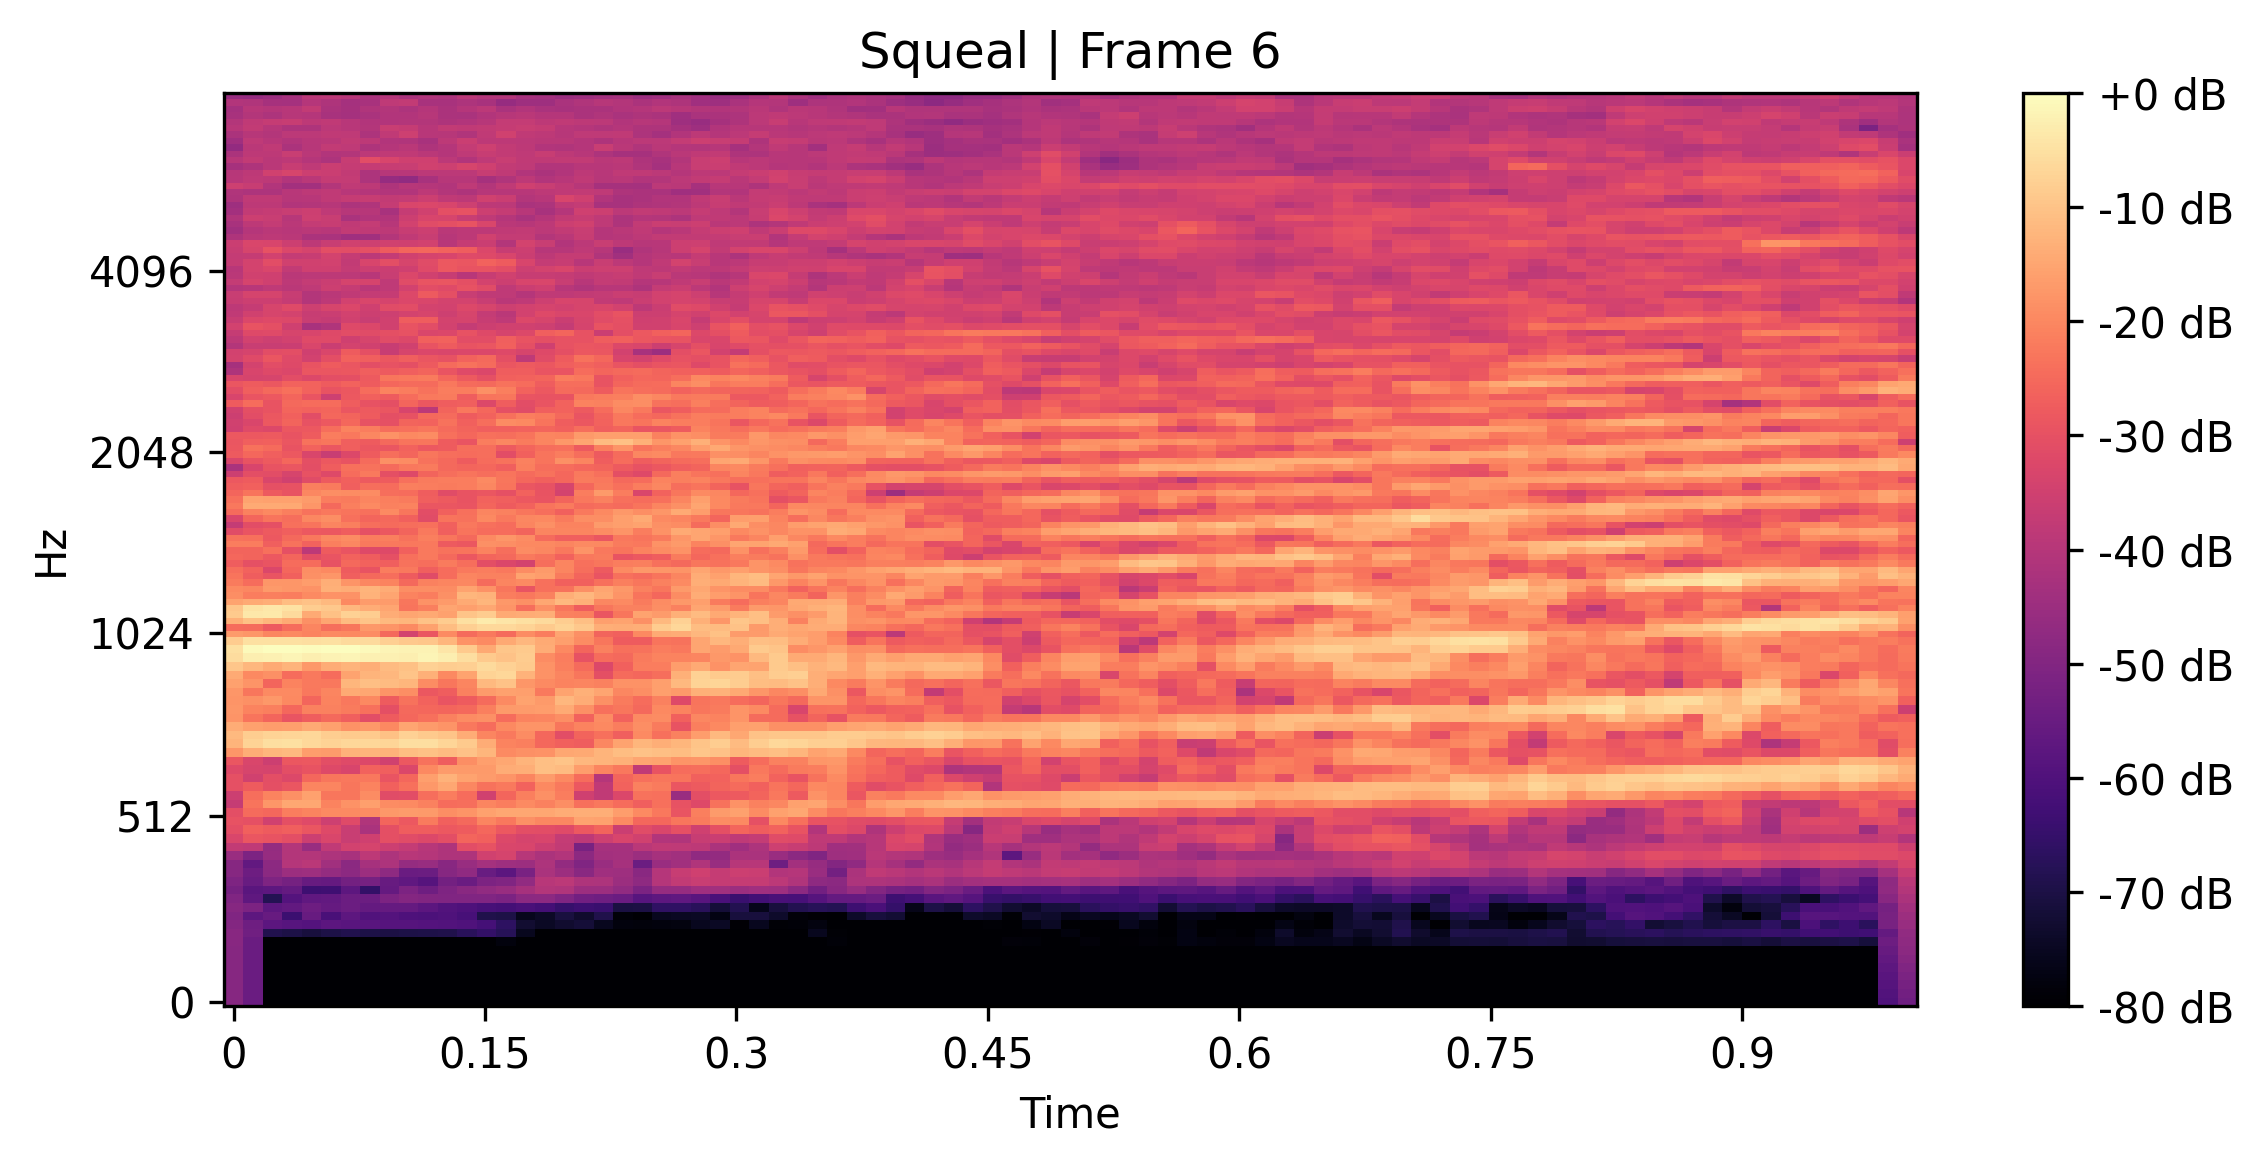 Squeal | Frame 6
Hz
4096
2048
1024
512
0
0 0.15 0.3 0.45 0.6 0.75 0.9
Time
+0 dB
-10 dB
-20 dB
-30 dB
-40 dB
-50 dB
-60 dB
-70 dB
-80 dB